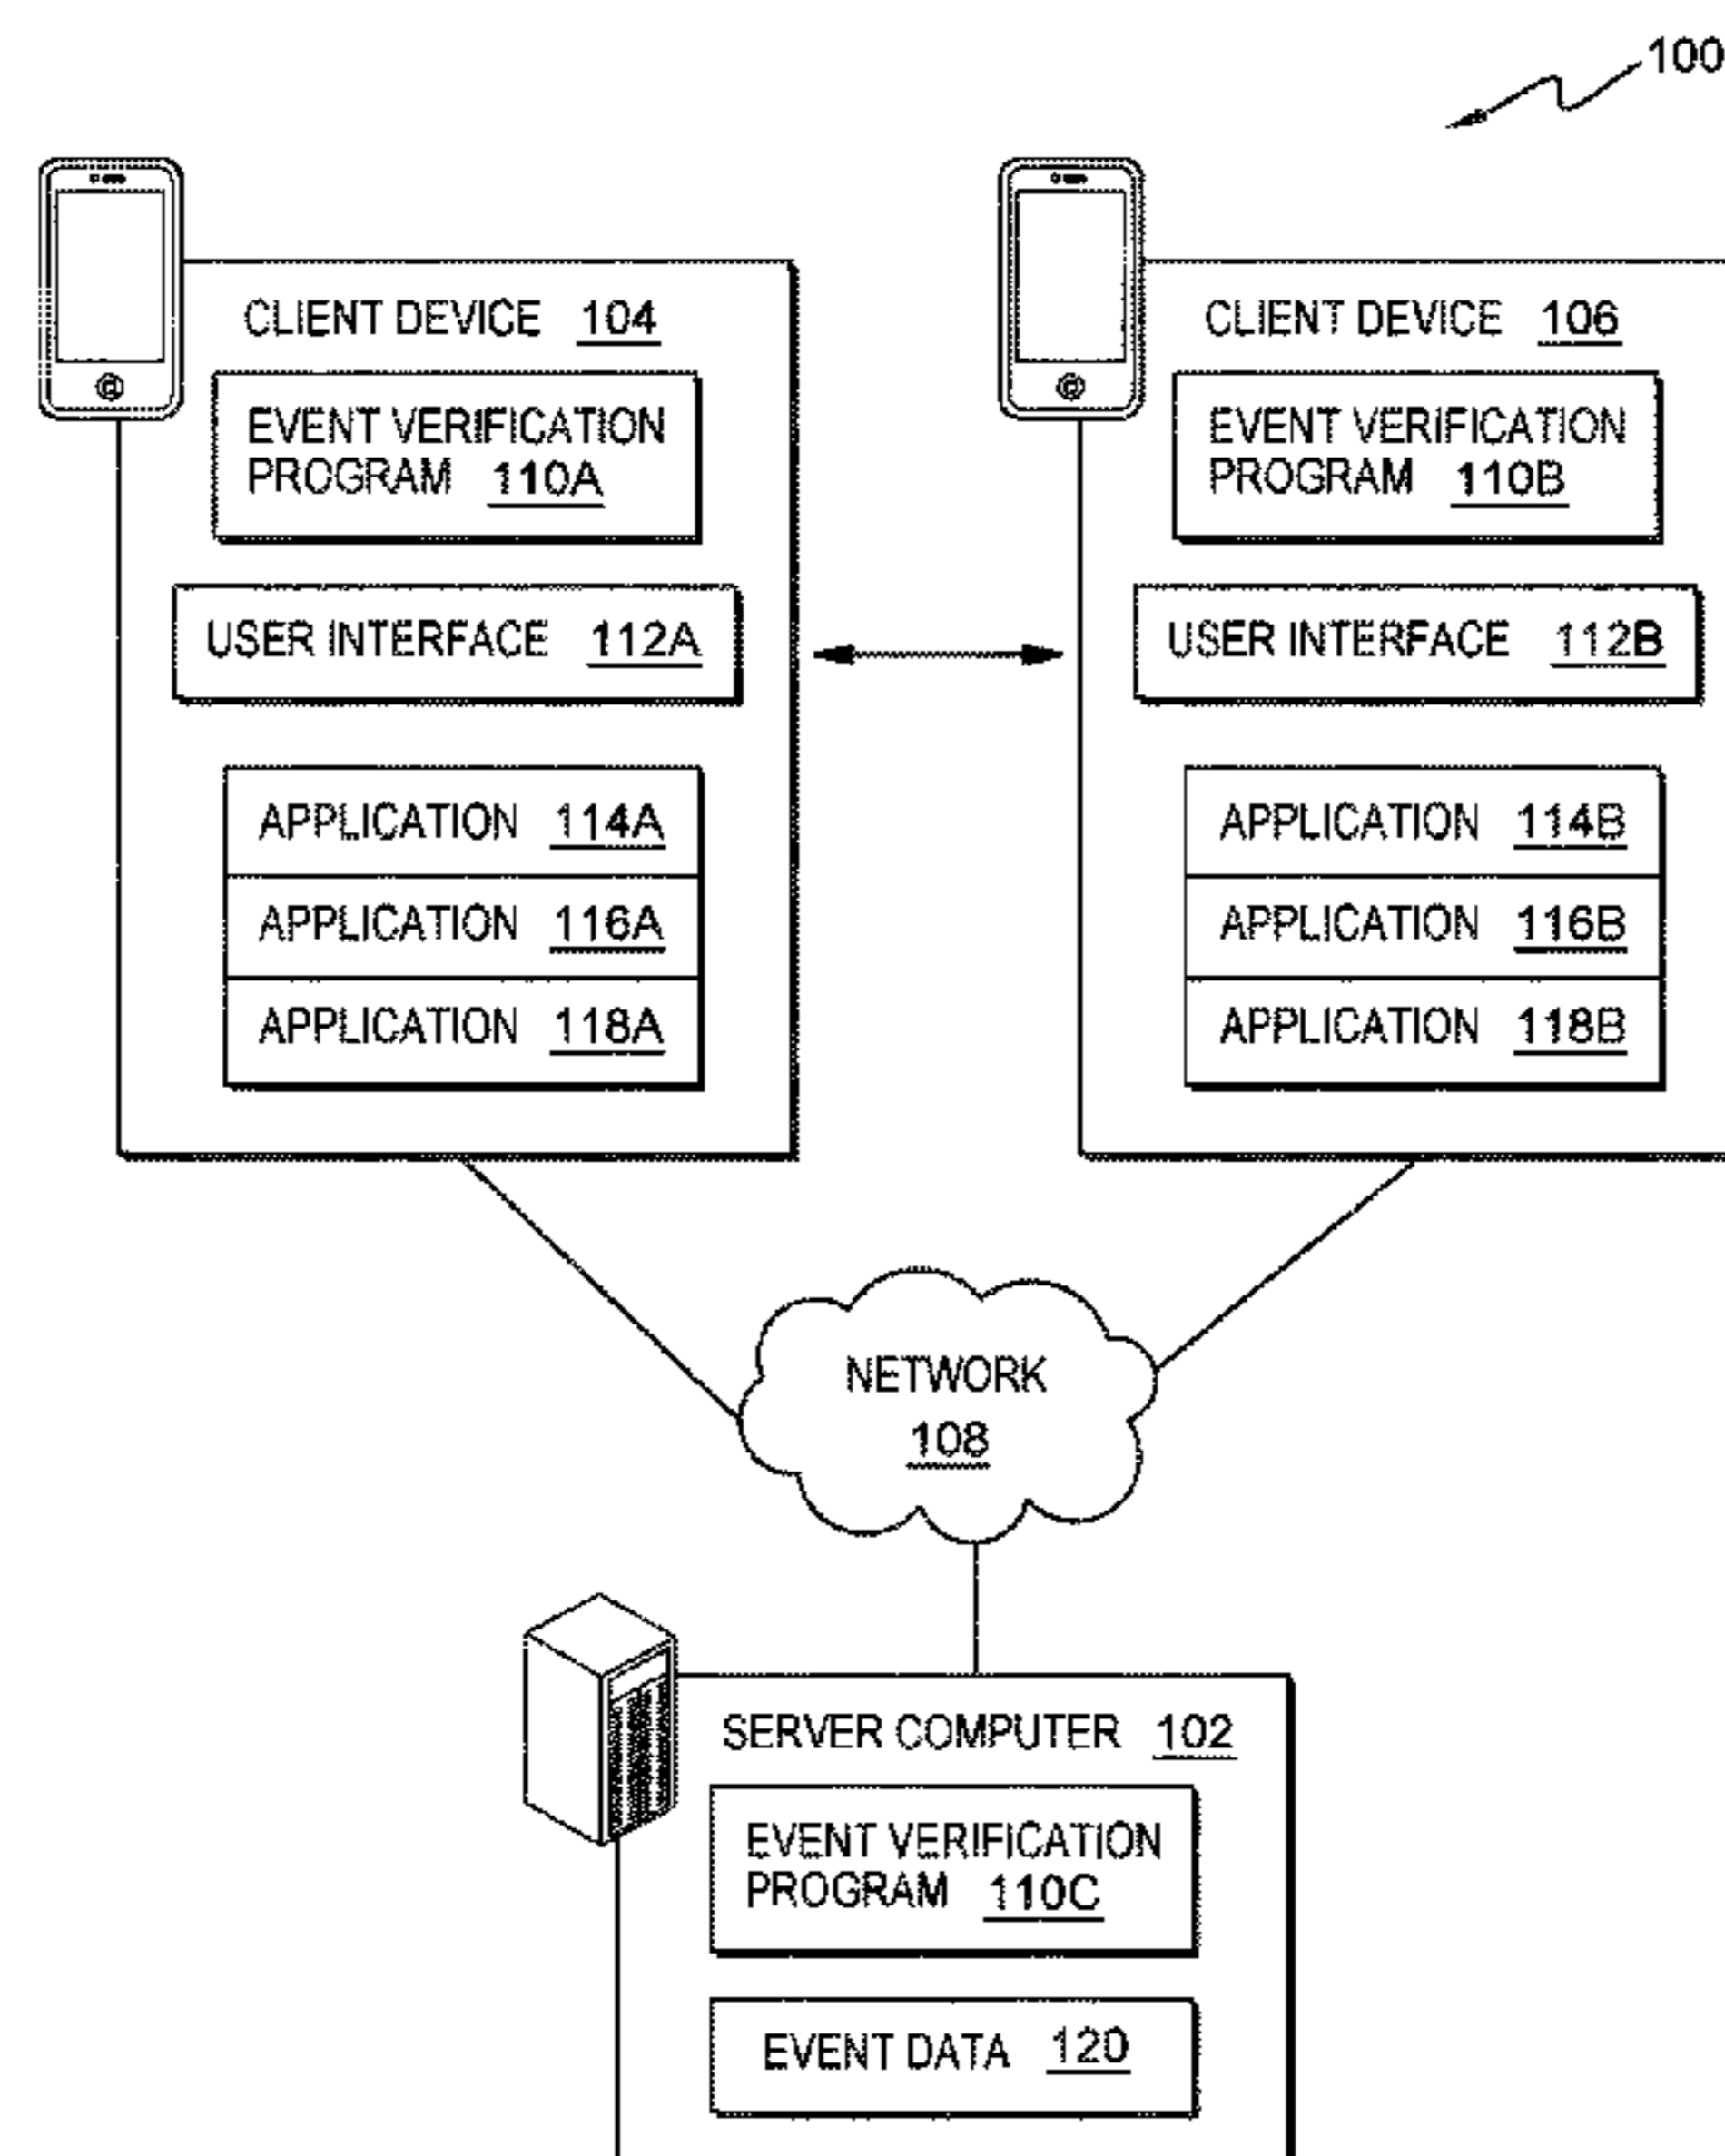 100
CLIENT DEVICE 104
EVENT VERIFICATION
PROGRAM 110A
USER INTERFACE 112A
APPLICATION 114A
APPLICATION 116A
APPLICATION 118A
CLIENT DEVICE 106
EVENT VERIFICATION
PROGRAM 110B
USER INTERFACE 112B
APPLICATION 114B
APPLICATION 116B
APPLICATION 118B
NETWORK
108
SERVER COMPUTER 102
EVENT VERIFICATION
PROGRAM 110C
EVENT DATA 120